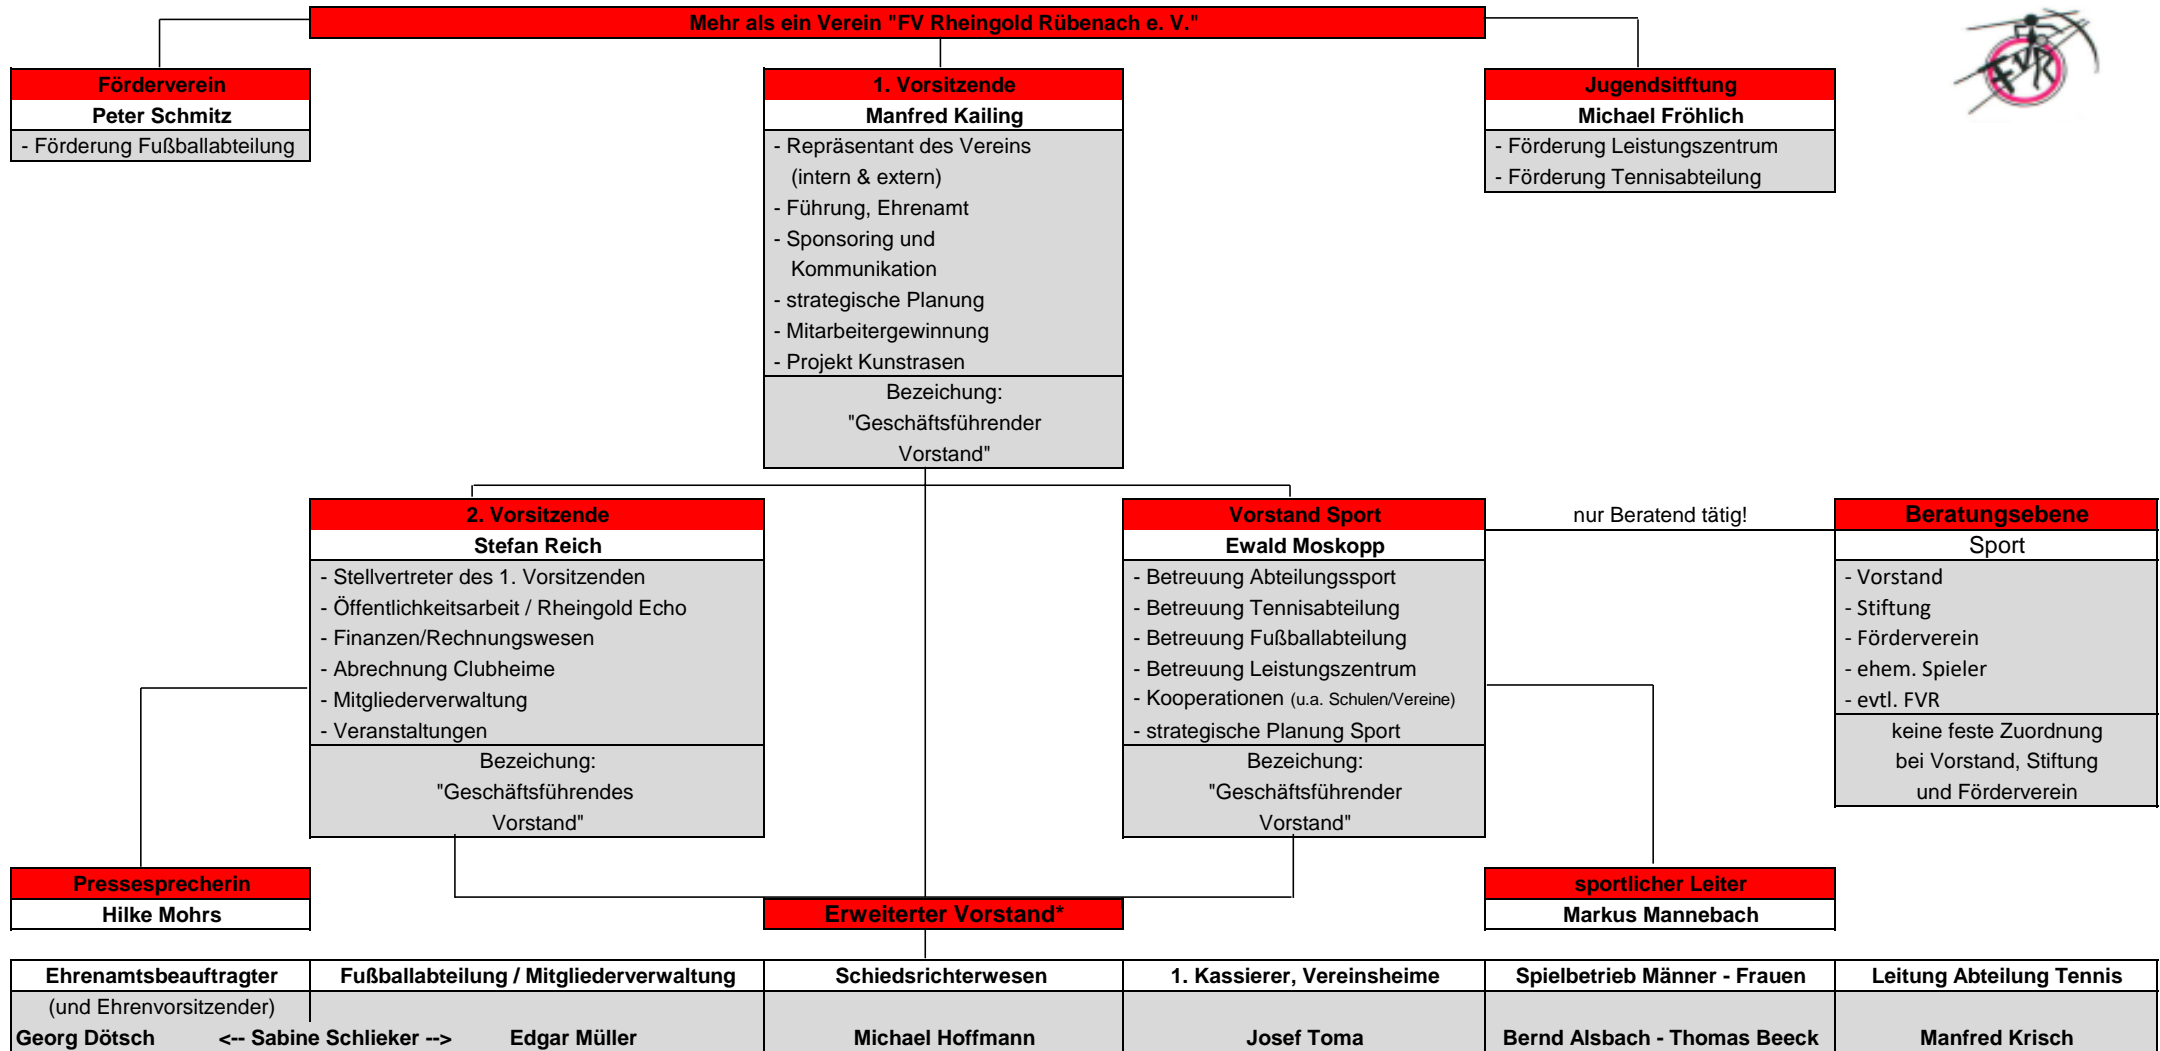 Mehr als ein Verein "FV Rheingold Rübenach e. V."
FVR
Förderverein
Peter Schmitz
- Förderung Fußballabteilung
1. Vorsitzende
Manfred Kailing
- Repräsentant des Vereins
(intern & extern)
- Führung, Ehrenamt
- Sponsoring und
Kommunikation
- strategische Planung
- Mitarbeitergewinnung
- Projekt Kunstrasen
Bezeichung:
"Geschäftsführender
Vorstand"
Jugendsitftung
Michael Fröhlich
- Förderung Leistungszentrum
- Förderung Tennisabteilung
2. Vorsitzende
Stefan Reich
- Stellvertreter des 1. Vorsitzenden
- Öffentlichkeitsarbeit / Rheingold Echo
- Finanzen/Rechnungswesen
- Abrechnung Clubheime
- Mitgliederverwaltung
- Veranstaltungen
Bezeichung:
"Geschäftsführendes
Vorstand"
Vorstand Sport
Ewald Moskopp
- Betreuung Abteilungssport
- Betreuung Tennisabteilung
- Betreuung Fußballabteilung
- Betreuung Leistungszentrum
- Kooperationen (u.a. Schulen/Vereine)
- strategische Planung Sport
Bezeichung:
"Geschäftsführender
Vorstand"
nur Beratend tätig!
Beratungsebene
Sport
- Vorstand
- Stiftung
- Förderverein
- ehem. Spieler
- evtl. FVR
keine feste Zuordnung
bei Vorstand, Stiftung
und Förderverein
Pressesprecherin
Hilke Mohrs
Erweiterter Vorstand*
sportlicher Leiter
Markus Mannebach
Ehrenamtsbeauftragter
(und Ehrenvorsitzender)
Georg Dötsch
<-- Sabine Schlieker -->
Fußballabteilung / Mitgliederverwaltung
Edgar Müller
Schiedsrichterwesen
Michael Hoffmann
1. Kassierer, Vereinsheime
Josef Toma
Spielbetrieb Männer - Frauen
Bernd Alsbach - Thomas Beeck
Leitung Abteilung Tennis
Manfred Krisch